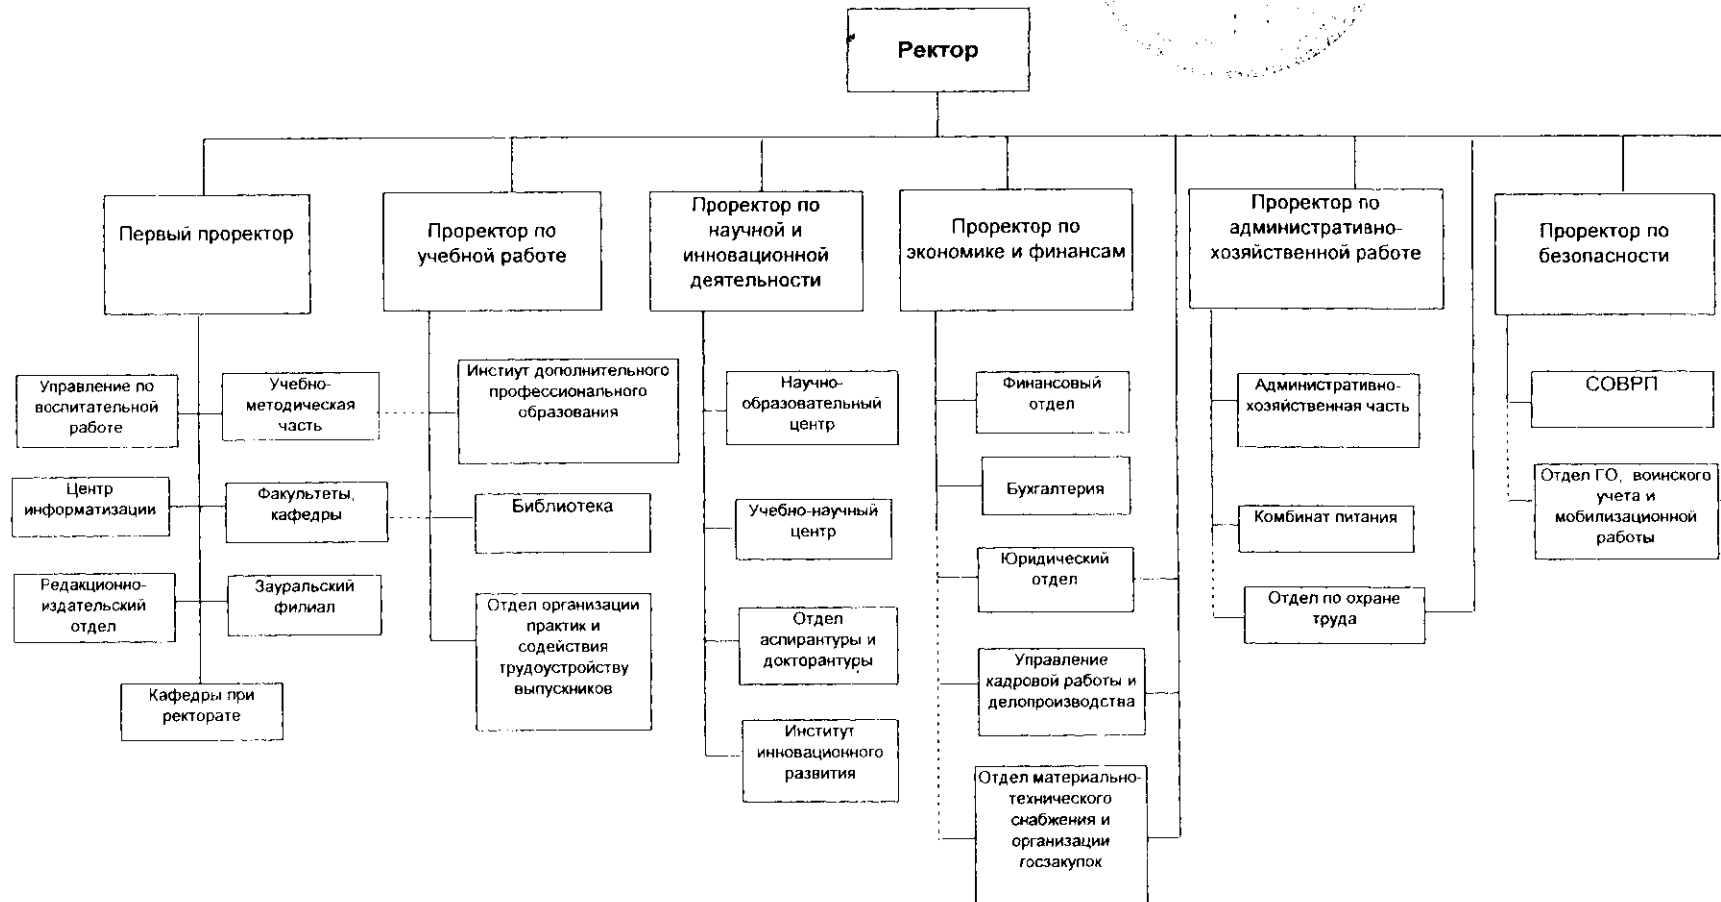 Ректор
Первый проректор
Проректор по
учебной работе
Проректор по
научной и
инновационной
деятельности
Проректор по
экономике и финансам
Проректор по
административно-
хозяйственной работе
Проректор по
безопасности
Управление по
воспитательной
работе
Учебно-
методическая
часть
Инстиут дополнительного
профессионального
образования
Научно-
образовательный
центр
Финансовый
отдел
Административно-
хозяйственная часть
СОВРП
Центр
информатизации
Факультеты,
кафедры
Библиотека
Учебно-научный
центр
Бухгалтерия
Комбинат питания
Отдел ГО, воинского
учета и
мобилизационной
работы
Редакционно-
издательский
отдел
Зауральский
филиал
Отдел организации
практик и
содействия
трудоустройству
выпускников
Отдел
аспирантуры и
докторантуры
Юридический
отдел
Отдел по охране
труда
Кафедры при
ректорате
Институт
инновационного
развития
Управление
кадровой работы и
делопроизводства
Отдел материально-
технического
снабжения и
организации
госзакупок